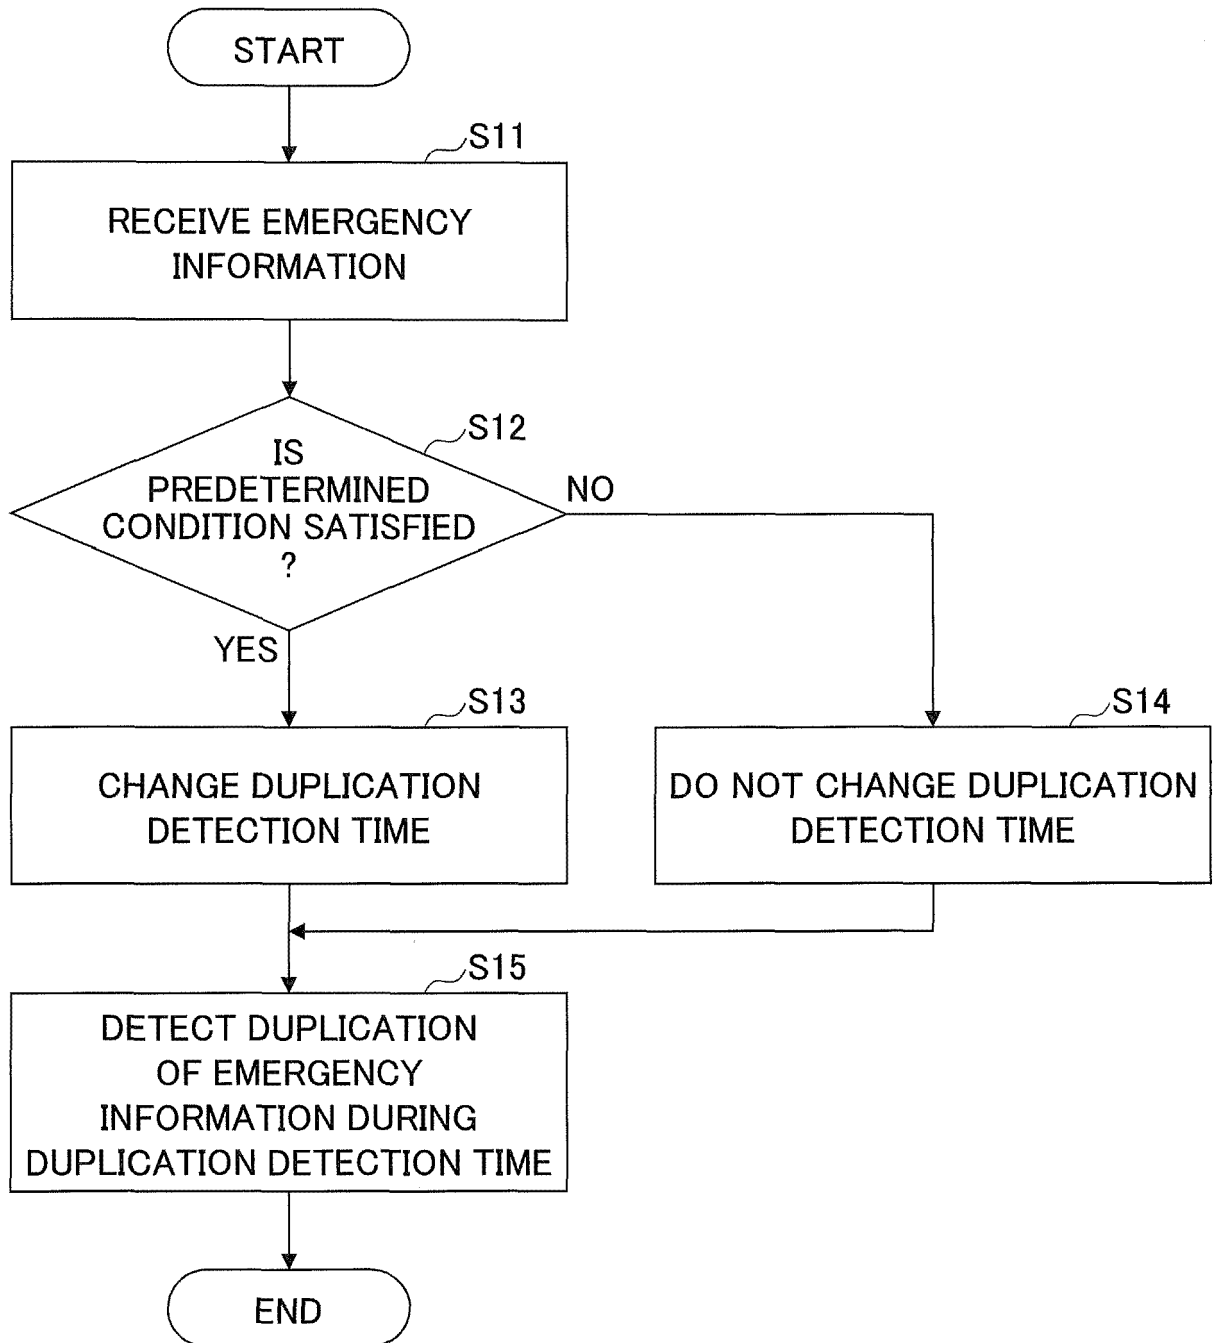 START
S11
RECEIVE EMERGENCY
INFORMATION
S12
IS
PREDETERMINED
CONDITION SATISFIED
?
NO
YES
S13
CHANGE DUPLICATION
DETECTION TIME
S14
DO NOT CHANGE DUPLICATION
DETECTION TIME
S15
DETECT DUPLICATION
OF EMERGENCY
INFORMATION DURING
DUPLICATION DETECTION TIME
END